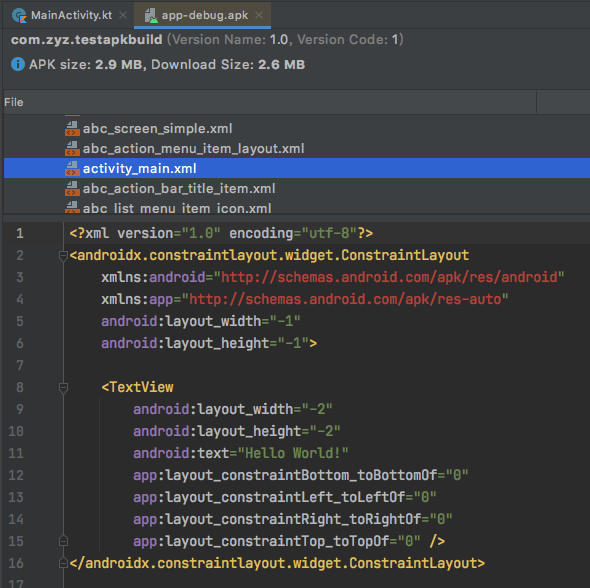 MainActivity.kt
app-debug.apk
com.zyz.testapkbuild (Version Name: 1.0, Version Code: 1)
APK size: 2.9 MB, Download Size: 2.6 MB
File
abc_screen_simple.xml
abc_action_menu_item_layout.xml
activity_main.xml
abc_action_bar_title_item.xml
abc_list_menu_item_icon.xml
1 <?xml version="1.0" encoding="utf-8"?>
2 <androidx.constraintlayout.widget.ConstraintLayout
3 xmlns:android="http://schemas.android.com/apk/res/android"
4 xmlns:app="http://schemas.android.com/apk/res-auto"
5 android:layout_width="-1"
6 android:layout_height="-1">
7
8 <TextView
9 android:layout_width="-2"
10 android:layout_height="-2"
11 android:text="Hello World!"
12 app:layout_constraintBottom_toBottomOf="0"
13 app:layout_constraintLeft_toLeftOf="0"
14 app:layout_constraintRight_toRightOf="0"
15 app:layout_constraintTop_toTopOf="0" />
16 </androidx.constraintlayout.widget.ConstraintLayout>
17